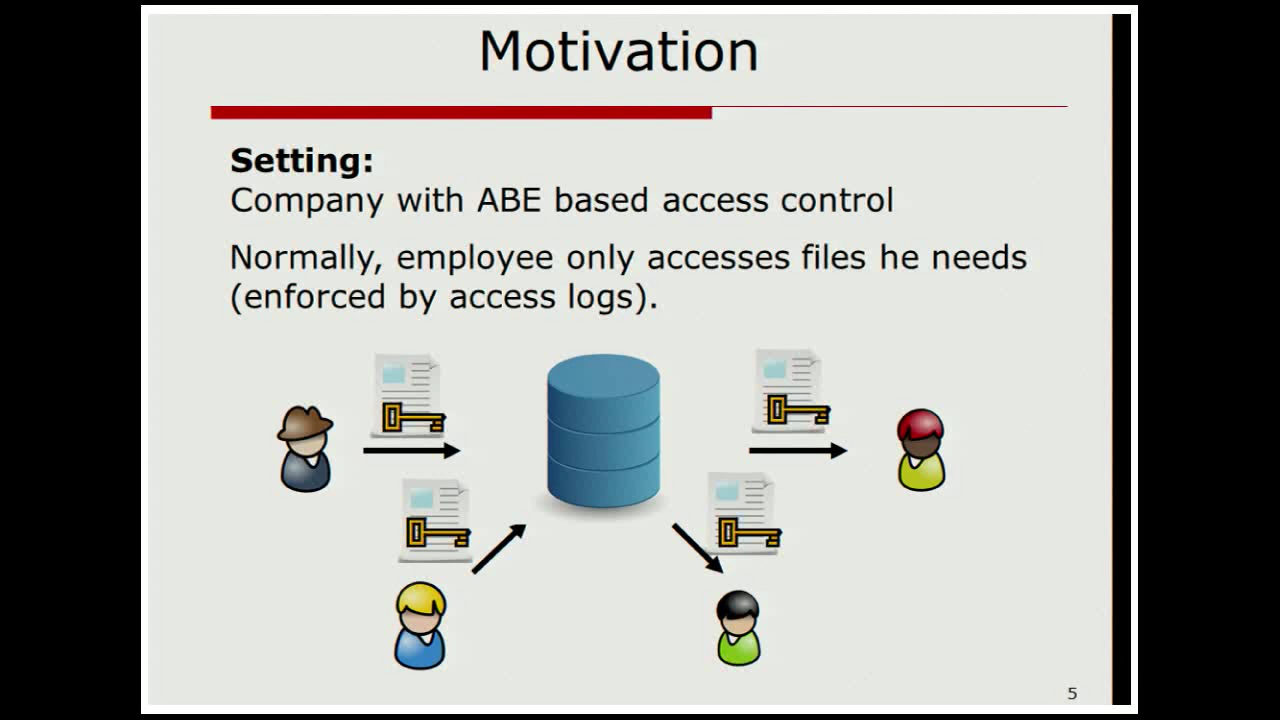 Motivation
Setting:
Company with ABE based access control
Normally, employee only accesses files he needs
(enforced by access logs).
5